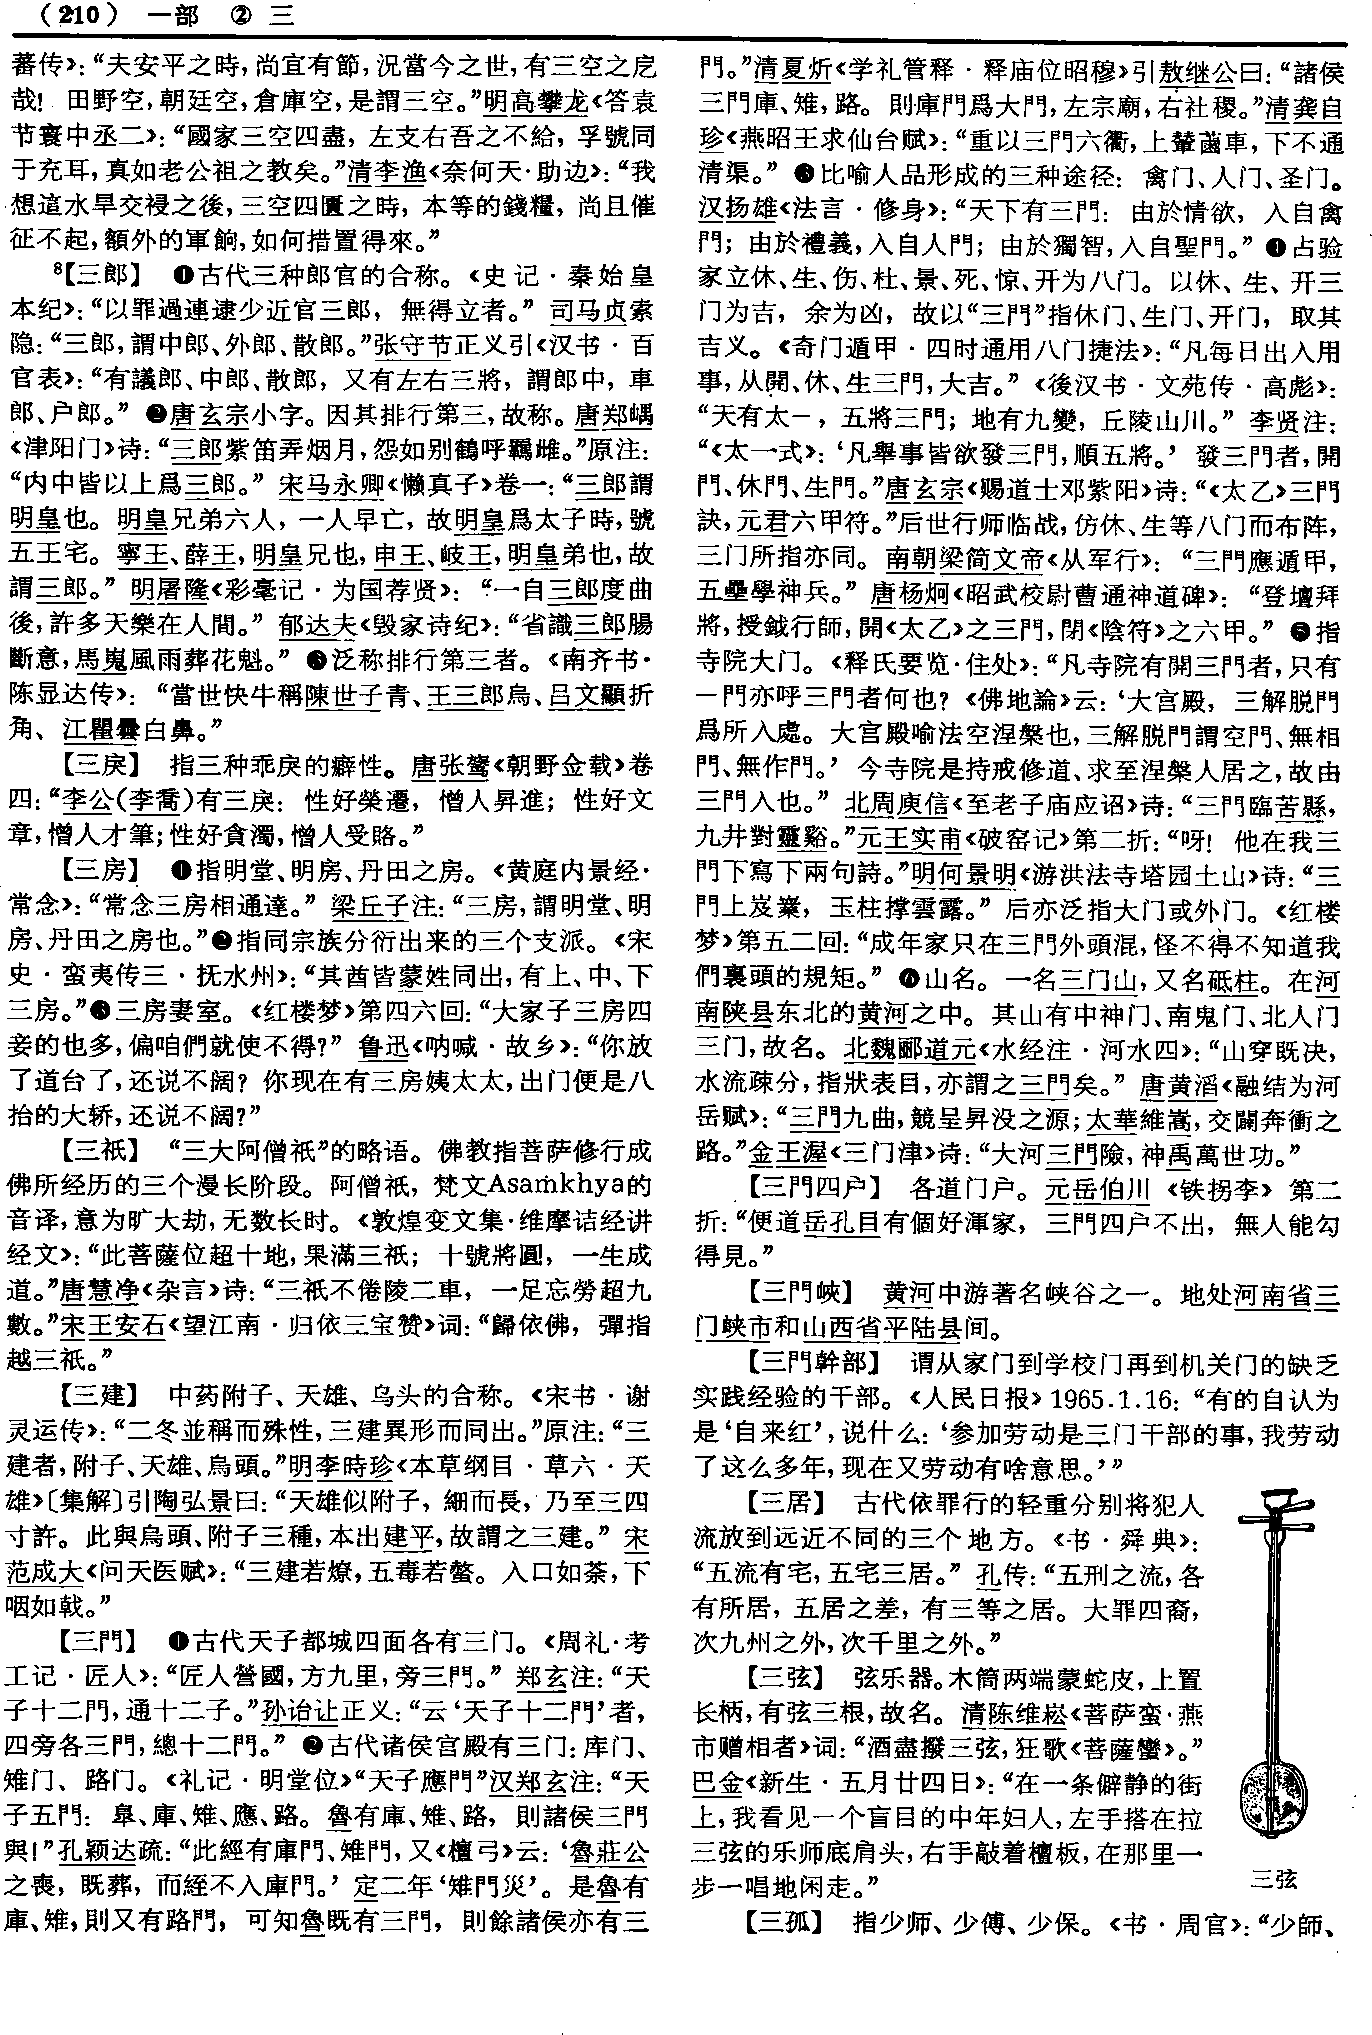 （210） 一部 ② 三
蕃传》：“夫安平之時，尚宜有節，況當今之世，有三空之戹
哉！田野空，朝廷空，倉庫空，是謂三空。”明高攀龙《答袁
节寰中丞二》：“國家三空四盡，左支右吾之不給，孚號同
于充耳，真如老公祖之教矣。”清李渔《奈何天·助边》：“我
想這水旱交祲之後，三空四匱之時，本等的錢糧，尚且催
征不起，額外的軍餉，如何措置得來。”
8【三郎】 ❶古代三种郎官的合称。《史记·秦始皇
本纪》：“以罪過連逮少近官三郎，無得立者。”司马贞索
隐：“三郎，謂中郎、外郎、散郎。”张守节正义引《汉书·百
官表》：“有議郎、中郎、散郎，又有左右三將，謂郎中，車
郎、户郎。”❷唐玄宗小字。因其排行第三，故称。唐郑嵎
《津阳门》诗：“三郎紫笛弄烟月，怨如别鶴呼羈雌。”原注：
“内中皆以上爲三郎。”宋马永卿《懒真子》卷一：“三郎謂
明皇也。明皇兄弟六人，一人早亡，故明皇爲太子時，號
五王宅。寧王、薛王，明皇兄也，申王、岐王，明皇弟也，故
謂三郎。”明屠隆《彩毫记·为国荐贤》：“一自三郎度曲
後，許多天樂在人間。”郁达夫《毁家诗纪》：“省識三郎腸
斷意，馬嵬風雨葬花魁。”❸泛称排行第三者。《南齐书·
陈显达传》：“當世快牛稱陳世子青、王三郎烏、吕文顯折
角、江瞿曇白鼻。”
【三戾】 指三种乖戾的癖性。唐张鷟《朝野佥载》卷
四：“李公（李喬）有三戾：性好榮遷，憎人昇進；性好文
章，憎人才筆；性好貪濁，憎人受賂。”
【三房】 ❶指明堂、明房、丹田之房。《黄庭内景经·
常念》：“常念三房相通達。”梁丘子注：“三房，謂明堂、明
房、丹田之房也。”❷指同宗族分衍出来的三个支派。《宋
史·蛮夷传三·抚水州》：“其酋皆蒙姓同出，有上、中、下
三房。”❸三房妻室。《红楼梦》第四六回：“大家子三房四
妾的也多，偏咱們就使不得？”鲁迅《呐喊·故乡》：“你放
了道台了，还说不阔？你现在有三房姨太太，出门便是八
抬的大轿，还说不阔？”
【三祇】 “三大阿僧祇”的略语。佛教指菩萨修行成
佛所经历的三个漫长阶段。阿僧祇，梵文Asaṁkhya的
音译，意为旷大劫，无数长时。《敦煌变文集·维摩诘经讲
经文》：“此菩薩位超十地，果滿三祇；十號將圓，一生成
道。”唐慧净《杂言》诗：“三祇不倦陵二車，一足忘勞超九
數。”宋王安石《望江南·归依三宝赞》词：“歸依佛，彈指
越三祇。”
【三建】 中药附子、天雄、乌头的合称。《宋书·谢
灵运传》：“二冬並稱而殊性，三建異形而同出。”原注：“三
建者，附子、天雄、烏頭。”明李時珍《本草纲目·草六·天
雄》〔集解〕引陶弘景曰：“天雄似附子，細而長，乃至三四
寸許。此與烏頭、附子三種，本出建平，故謂之三建。”宋
范成大《问天医赋》：“三建若燎，五毒若螫。入口如荼，下
咽如戟。”
【三門】 ❶古代天子都城四面各有三门。《周礼·考
工记·匠人》：“匠人營國，方九里，旁三門。”郑玄注：“天
子十二門，通十二子。”孙诒让正义：“云‘天子十二門’者，
四旁各三門，總十二門。”❷古代诸侯宫殿有三门：库门、
雉门、路门。《礼记·明堂位》“天子應門”汉郑玄注：“天
子五門：皋、庫、雉、應、路。魯有庫、雉、路，則諸侯三門
與！”孔颖达疏：“此經有庫門、雉門，又《檀弓》云：‘魯莊公
之喪，既葬，而絰不入庫門。’定二年‘雉門災’。是魯有
庫、雉，則又有路門，可知魯既有三門，則餘諸侯亦有三
門。”清夏炘《学礼管释·释庙位昭穆》引敖继公曰：“諸侯
三門庫、雉，路。則庫門爲大門，左宗廟，右社稷。”清龚自
珍《燕昭王求仙台赋》：“重以三門六衢，上輦藹車，下不通
清渠。”❸比喻人品形成的三种途径：禽门、人门、圣门。
汉扬雄《法言·修身》：“天下有三門：由於情欲，入自禽
門；由於禮義，入自人門；由於獨智，入自聖門。”❹占验
家立休、生、伤、杜、景、死、惊、开为八门。以休、生、开三
门为吉，余为凶，故以“三門”指休门、生门、开门，取其
吉义。《奇门遁甲·四时通用八门捷法》：“凡每日出入用
事，从開、休、生三門，大吉。”《後汉书·文苑传·高彪》：
“天有太一，五將三門；地有九變，丘陵山川。”李贤注：
“《太一式》：‘凡舉事皆欲發三門，順五將。’發三門者，開
門、休門、生門。”唐玄宗《赐道士邓紫阳》诗：“《太乙》三門
訣，元君六甲符。”后世行师临战，仿休、生等八门而布阵，
三门所指亦同。南朝梁简文帝《从军行》：“三門應遁甲，
五壘學神兵。”唐杨炯《昭武校尉曹通神道碑》：“登壇拜
將，授鉞行師，開《太乙》之三門，閉《陰符》之六甲。”❺指
寺院大门。《释氏要览·住处》：“凡寺院有開三門者，只有
一門亦呼三門者何也？《佛地論》云：‘大宫殿，三解脱門
爲所入處。大宫殿喻法空涅槃也，三解脱門謂空門、無相
門、無作門。’今寺院是持戒修道、求至涅槃人居之，故由
三門入也。”北周庾信《至老子庙应诏》诗：“三門臨苦縣，
九井對靈谿。”元王实甫《破窑记》第二折：“呀！他在我三
門下寫下兩句詩。”明何景明《游洪法寺塔园土山》诗：“三
門上岌嶪，玉柱撑雲露。”后亦泛指大门或外门。《红楼
梦》第五二回：“成年家只在三門外頭混，怪不得不知道我
們裏頭的規矩。”❻山名。一名三门山，又名砥柱。在河
南陕县东北的黄河之中。其山有中神门、南鬼门、北人门
三门，故名。北魏郦道元《水经注·河水四》：“山穿既决，
水流疎分，指狀表目，亦謂之三門矣。”唐黄滔《融结为河
岳赋》：“三門九曲，競呈昇没之源；太華維嵩，交闢奔衝之
路。”金王渥《三门津》诗：“大河三門險，神禹萬世功。”
【三門四户】 各道门户。元岳伯川《铁拐李》第二
折：“便道岳孔目有個好渾家，三門四户不出，無人能勾
得見。”
【三門峽】 黄河中游著名峡谷之一。地处河南省三
门峡市和山西省平陆县间。
【三門幹部】 谓从家门到学校门再到机关门的缺乏
实践经验的干部。《人民日报》1965.1.16：“有的自认为
是‘自来红’，说什么：‘参加劳动是三门干部的事，我劳动
了这么多年，现在又劳动有啥意思。’”
【三居】 古代依罪行的轻重分别将犯人
流放到远近不同的三个地方。《书·舜典》：
“五流有宅，五宅三居。”孔传：“五刑之流，各
有所居，五居之差，有三等之居。大罪四裔，
次九州之外，次千里之外。”
【三弦】 弦乐器。木筒两端蒙蛇皮，上置
长柄，有弦三根，故名。清陈维崧《菩萨蛮·燕
市赠相者》词：“酒盡撥三弦，狂歌《菩薩蠻》。”
巴金《新生·五月廿四日》：“在一条僻静的街
上，我看见一个盲目的中年妇人，左手搭在拉
三弦的乐师底肩头，右手敲着檀板，在那里一
步一唱地闲走。”
三弦
【三孤】 指少师、少傅、少保。《书·周官》：“少師、